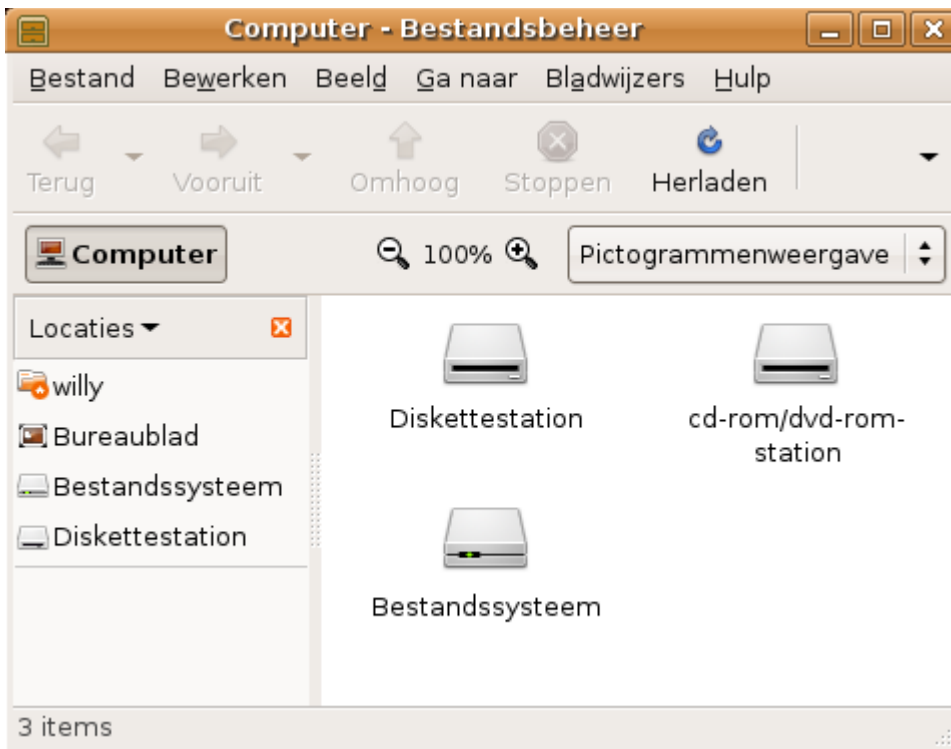 Computer - Bestandsbeheer
Bestand Bewerken Beeld Ga naar Bladwijzers Hulp
Terug Vooruit Omhoog Stoppen Herladen
Computer 100% Pictogrammenweergave
Locaties
willy
Bureaublad
Bestandssysteem
Diskettestation
Diskettestation
cd-rom/dvd-rom-
station
Bestandssysteem
3 items